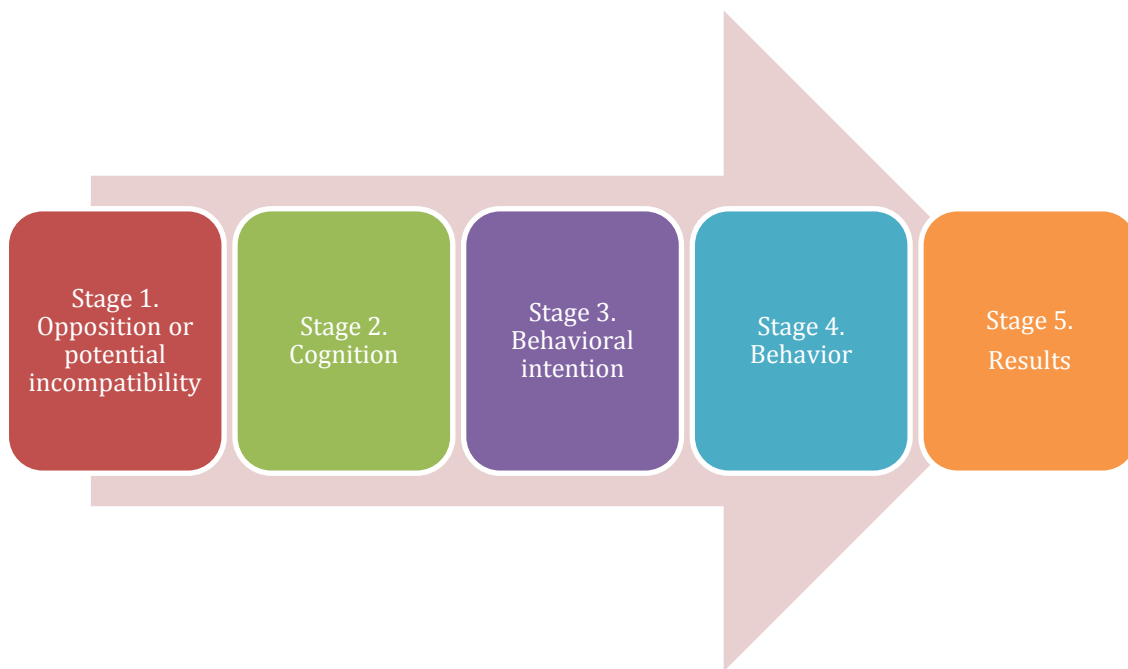 Stage 1.
Opposition or
potential
incompatibility
Stage 2.
Cognition
Stage 3.
Behavioral
intention
Stage 4.
Behavior
Stage 5.
Results